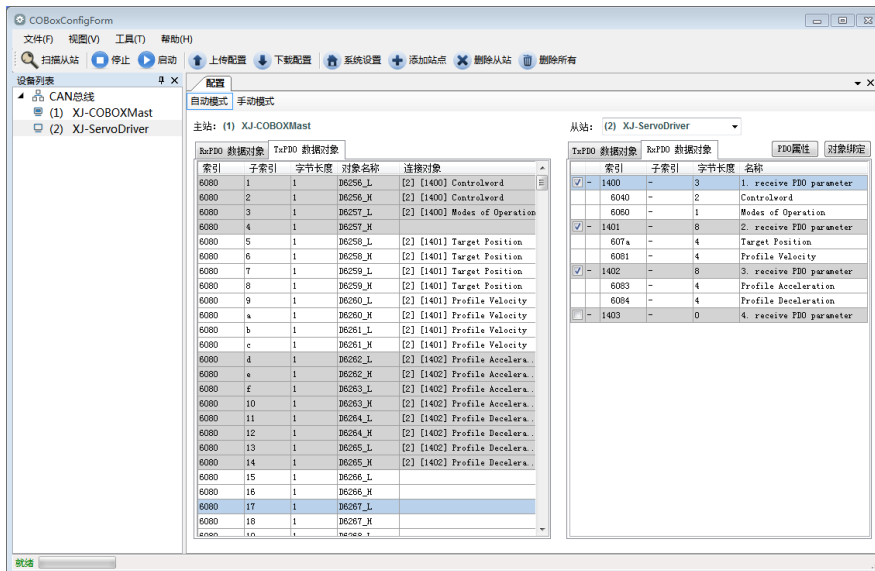 COBoxConfigForm
文件(F) 视图(V) 工具(T) 帮助(H)
扫描从站 停止 启动 上传配置 下载配置 系统设置 添加站点 删除从站 删除所有
设备列表
CAN总线
(1) XJ-COBOXMast
(2) XJ-ServoDriver
配置
自动模式 手动模式
主站: (1) XJ-COBOXMast
RxPDO 数据对象 TxPDO 数据对象
索引 子索引 字节长度 对象名称 连接对象
6080 1 1 D6256_L [2] [1400] Controlword
6080 2 1 D6256_H [2] [1400] Controlword
6080 3 1 D6257_L [2] [1400] Modes of Operation
6080 4 1 D6257_H
6080 5 1 D6258_L [2] [1401] Target Position
6080 6 1 D6258_H [2] [1401] Target Position
6080 7 1 D6259_L [2] [1401] Target Position
6080 8 1 D6259_H [2] [1401] Target Position
6080 9 1 D6260_L [2] [1401] Profile Velocity
6080 a 1 D6260_H [2] [1401] Profile Velocity
6080 b 1 D6261_L [2] [1401] Profile Velocity
6080 c 1 D6261_H [2] [1401] Profile Velocity
6080 d 1 D6262_L [2] [1402] Profile Accelera..
6080 e 1 D6262_H [2] [1402] Profile Accelera..
6080 f 1 D6263_L [2] [1402] Profile Accelera..
6080 10 1 D6263_H [2] [1402] Profile Accelera..
6080 11 1 D6264_L [2] [1402] Profile Decelera..
6080 12 1 D6264_H [2] [1402] Profile Decelera..
6080 13 1 D6265_L [2] [1402] Profile Decelera..
6080 14 1 D6265_H [2] [1402] Profile Decelera..
6080 15 1 D6266_L
6080 16 1 D6266_H
6080 17 1 D6267_L
6080 18 1 D6267_H
6080 19 1 D6268_L
从站: (2) XJ-ServoDriver
TxPDO 数据对象 RxPDO 数据对象 PDO属性 对象绑定
索引 子索引 字节长度 名称
- 1400 - 3 1. receive PDO parameter
6040 - 2 Controlword
6060 - 1 Modes of Operation
- 1401 - 8 2. receive PDO parameter
607a - 4 Target Position
6081 - 4 Profile Velocity
- 1402 - 8 3. receive PDO parameter
6083 - 4 Profile Acceleration
6084 - 4 Profile Deceleration
- 1403 - 0 4. receive PDO parameter
就绪